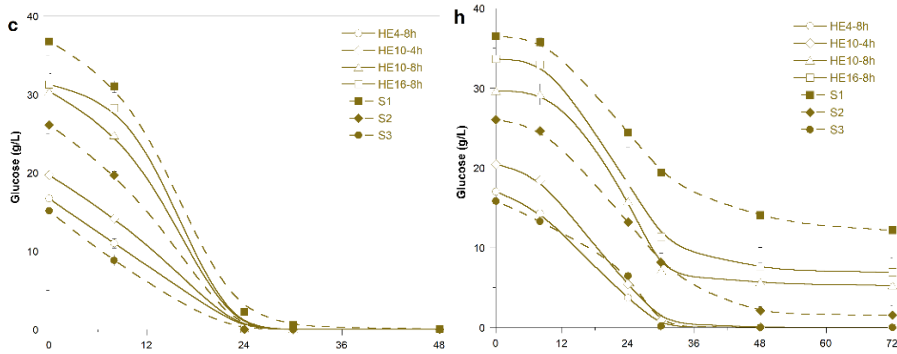 c
40
30
20
10
0
Glucose (g/L)
0
12
24
36
48
HE4-8h
HE10-4h
HE10-8h
HE16-8h
S1
S2
S3
h
40
30
20
10
0
Glucose (g/L)
0
12
24
36
48
60
72
HE4-8h
HE10-4h
HE10-8h
HE16-8h
S1
S2
S3